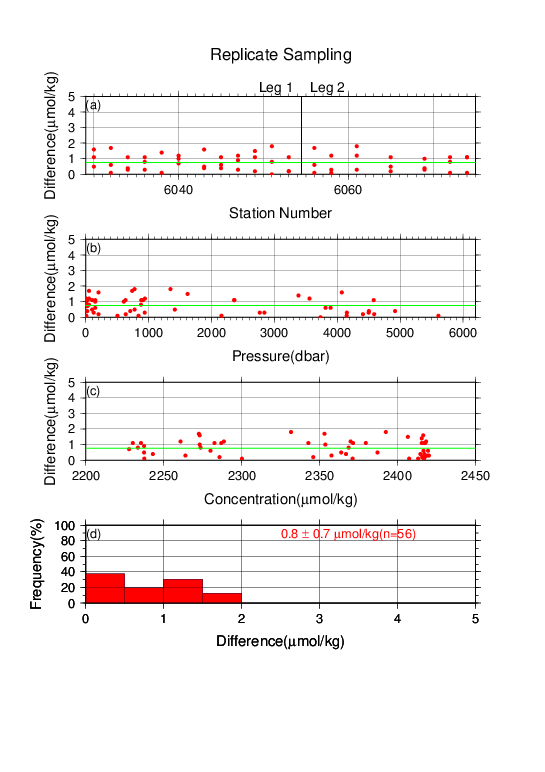 Replicate Sampling
Leg 1 Leg 2
Difference(μmol/kg)
5
4
3
2
1
0
(a)
6040 6060
Station Number
Difference(μmol/kg)
5
4
3
2
1
0
(b)
0 1000 2000 3000 4000 5000 6000
Pressure(dbar)
Difference(μmol/kg)
5
4
3
2
1
0
(c)
2200 2250 2300 2350 2400 2450
Concentration(μmol/kg)
Frequency(%)
100
80
60
40
20
0
(d)
0.8 ± 0.7 μmol/kg(n=56)
0 1 2 3 4 5
Difference(μmol/kg)